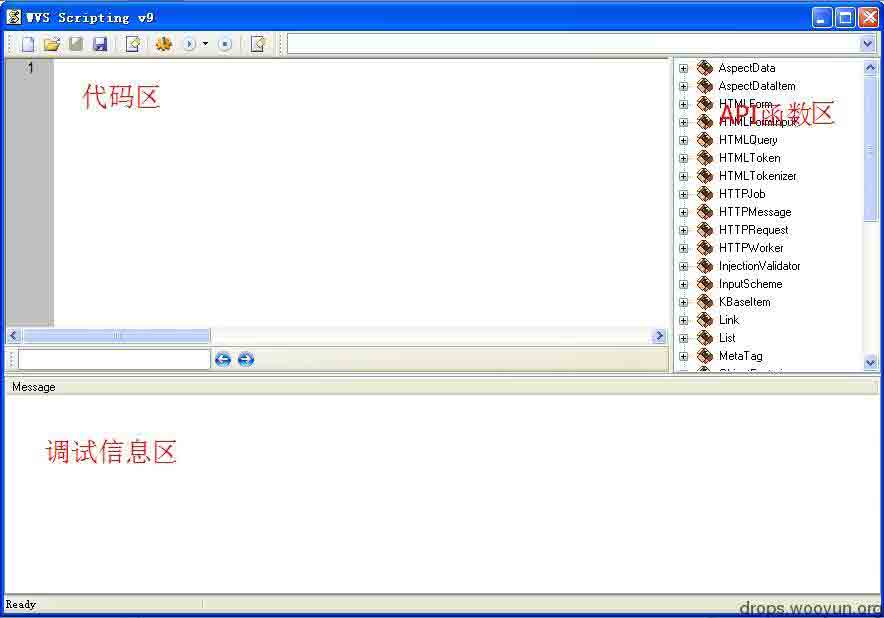 WVS Scripting v9
1
代码区
AspectData
AspectDataItem
HTMLForm
HTMLFormInput
API函数区
HTMLQuery
HTMLToken
HTMLTokenizer
HTTPJob
HTTPMessage
HTTPRequest
HTTPWorker
InjectionValidator
InputScheme
KBaseItem
Link
List
MetaTag
Message
调试信息区
Ready
drops.wooyun.org